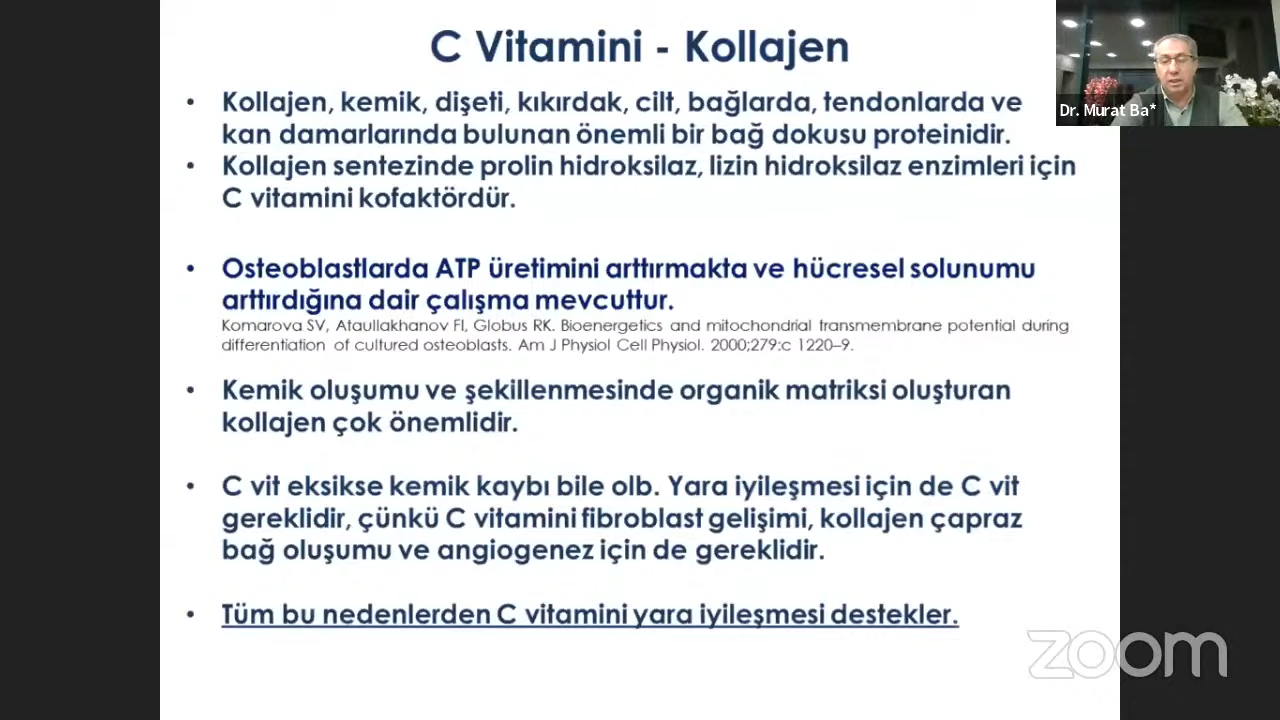 C Vitamini - Kollajen
• Kollajen, kemik, dişeti, kıkırdak, cilt, bağlarda, tendonlarda ve
kan damarlarında bulunan önemli bir bağ dokusu proteinidir.
• Kollajen sentezinde prolin hidroksilaz, lizin hidroksilaz enzimleri için
C vitamini kofaktördür.
• Osteoblastlarda ATP üretimini arttırmakta ve hücresel solunumu
arttırdığına dair çalışma mevcuttur.
Komarova SV, Ataullakhanov FI, Globus RK. Bioenergetics and mitochondrial transmembrane potential during
differentiation of cultured osteoblasts. Am J Physiol Cell Physiol. 2000;279:c 1220–9.
• Kemik oluşumu ve şekillenmesinde organik matriksi oluşturan
kollajen çok önemlidir.
• C vit eksikse kemik kaybı bile olb. Yara iyileşmesi için de C vit
gereklidir, çünkü C vitamini fibroblast gelişimi, kollajen çapraz
bağ oluşumu ve angiogenez için de gereklidir.
• Tüm bu nedenlerden C vitamini yara iyileşmesi destekler.
Dr. Murat Ba*
zoom